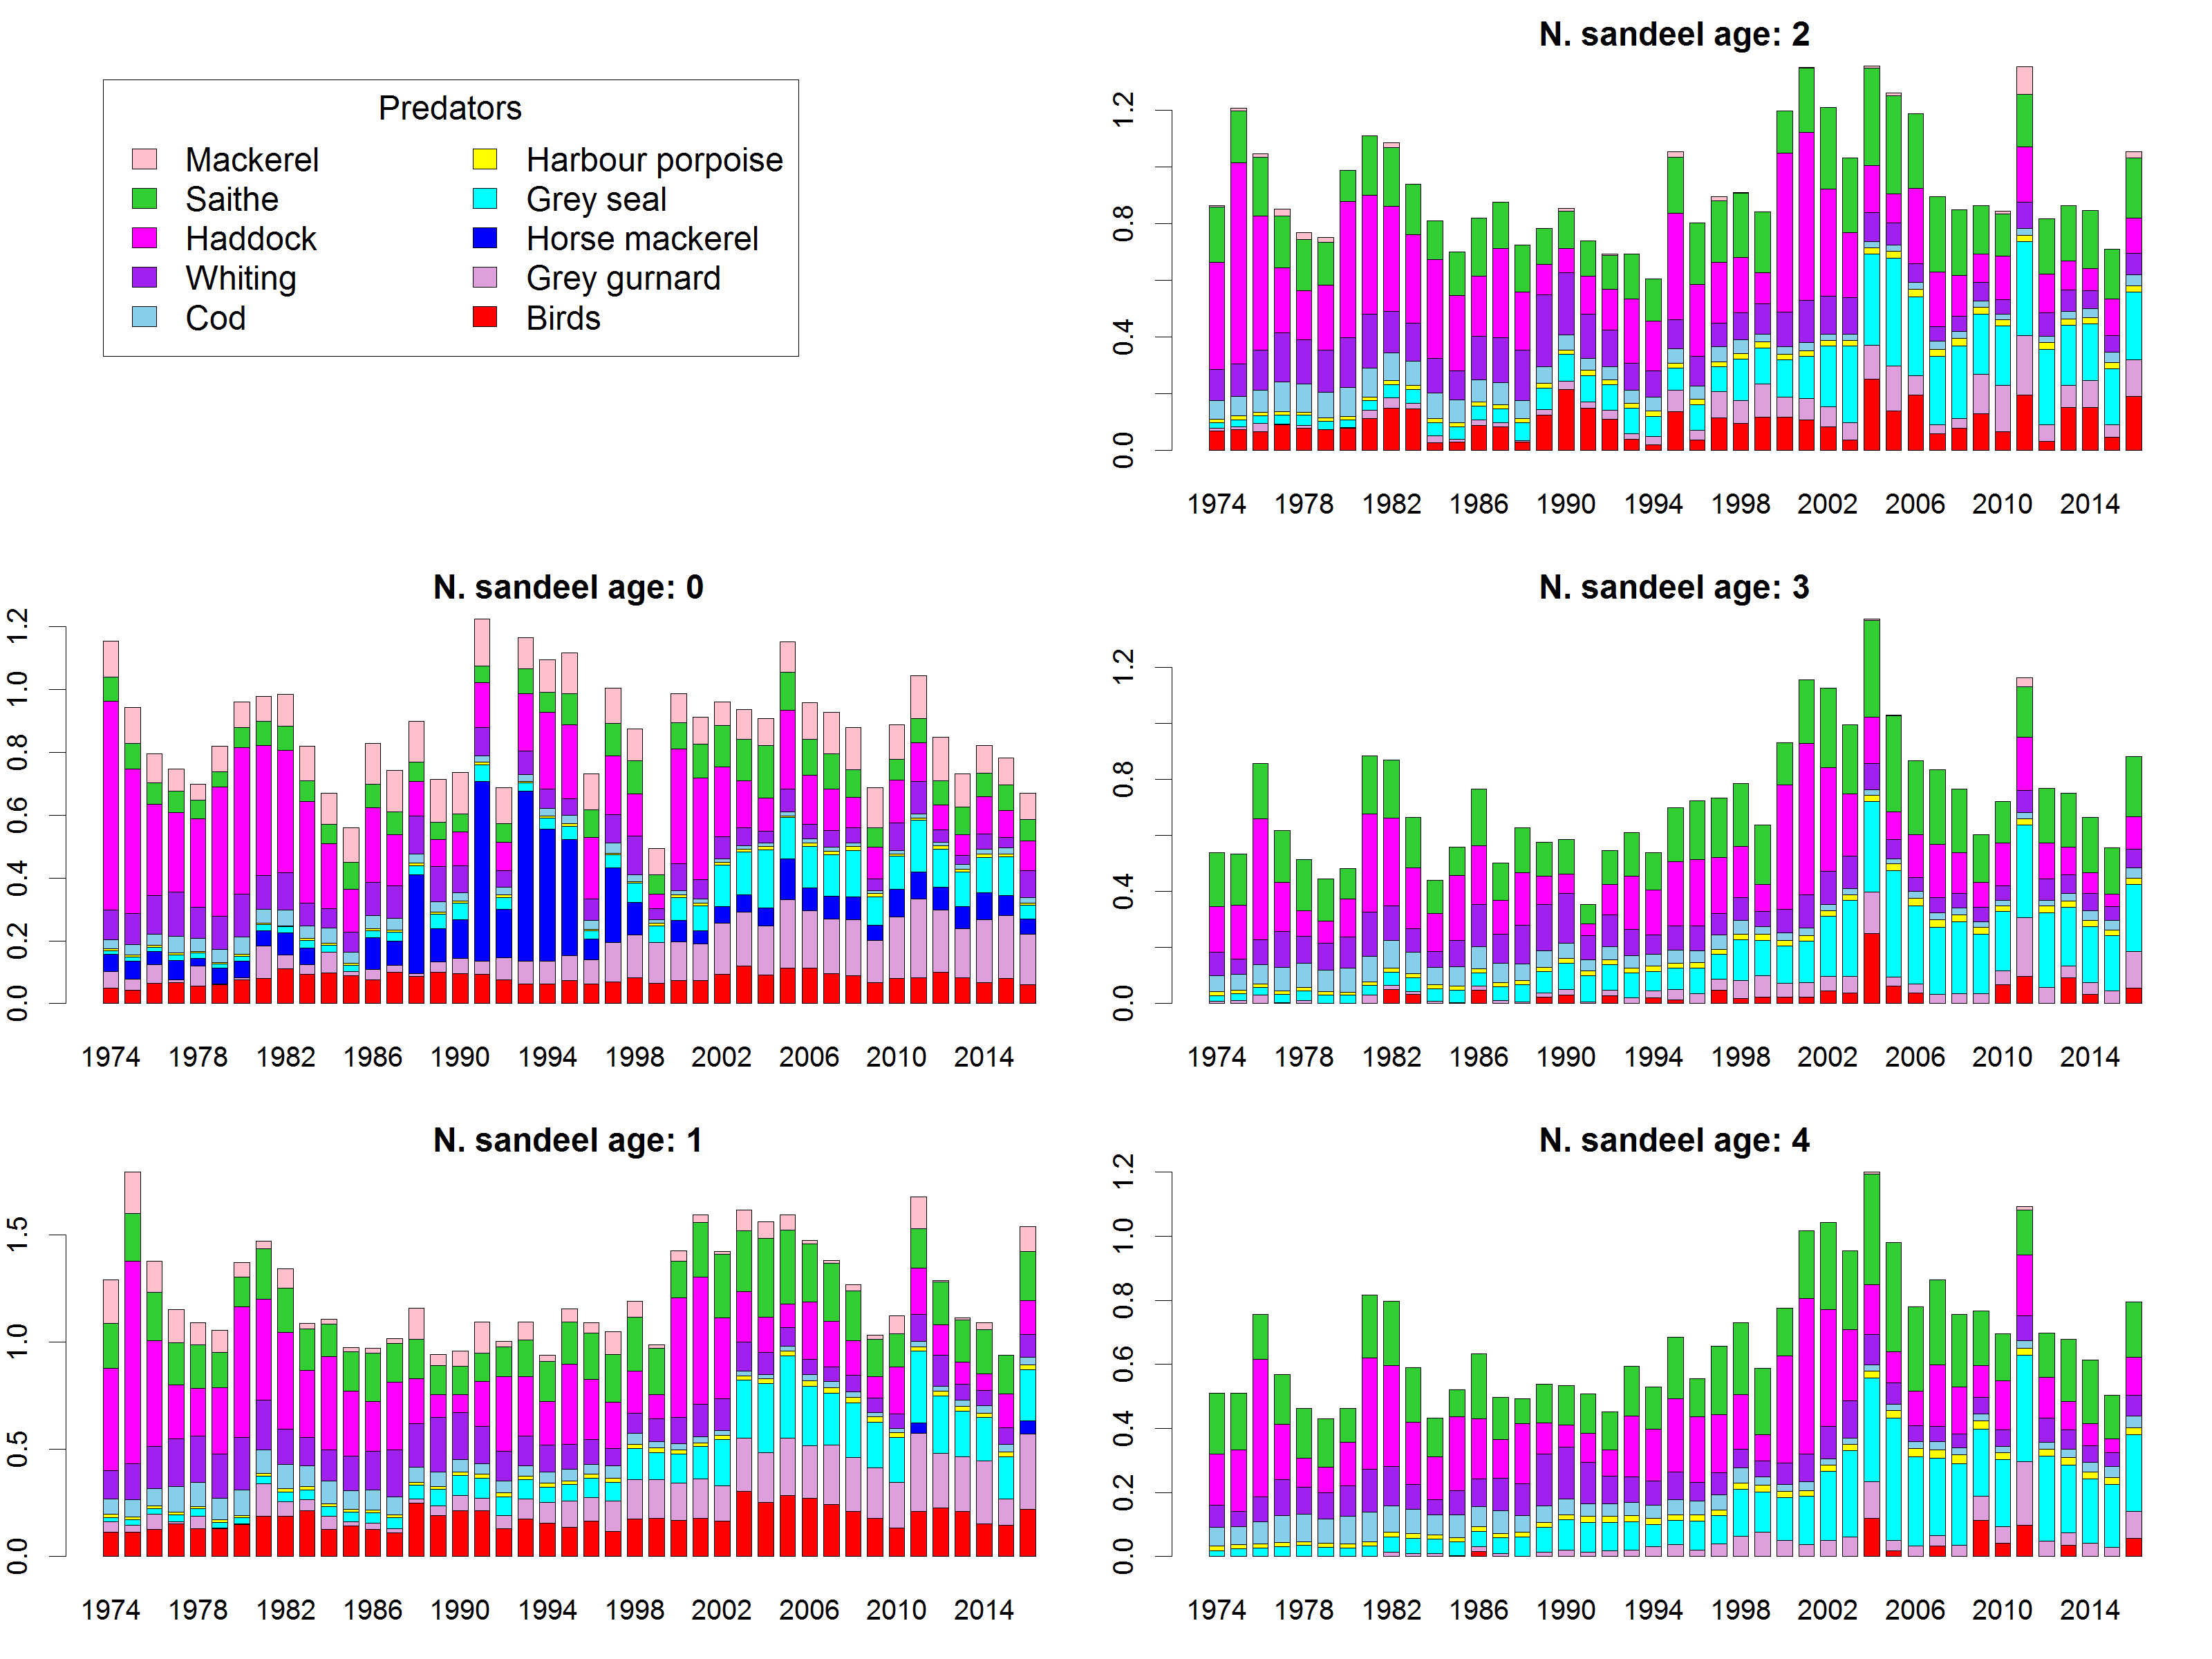 Predators
Mackerel
Saithe
Haddock
Whiting
Cod
Harbour porpoise
Grey seal
Horse mackerel
Grey gurnard
Birds
N. sandeel age: 2
0.0 0.4 0.8 1.2
1974 1978 1982 1986 1990 1994 1998 2002 2006 2010 2014
N. sandeel age: 0
0.0 0.2 0.4 0.6 0.8 1.0 1.2
1974 1978 1982 1986 1990 1994 1998 2002 2006 2010 2014
N. sandeel age: 3
0.0 0.4 0.8 1.2
1974 1978 1982 1986 1990 1994 1998 2002 2006 2010 2014
N. sandeel age: 1
0.0 0.5 1.0 1.5
1974 1978 1982 1986 1990 1994 1998 2002 2006 2010 2014
N. sandeel age: 4
0.0 0.2 0.4 0.6 0.8 1.0 1.2
1974 1978 1982 1986 1990 1994 1998 2002 2006 2010 2014